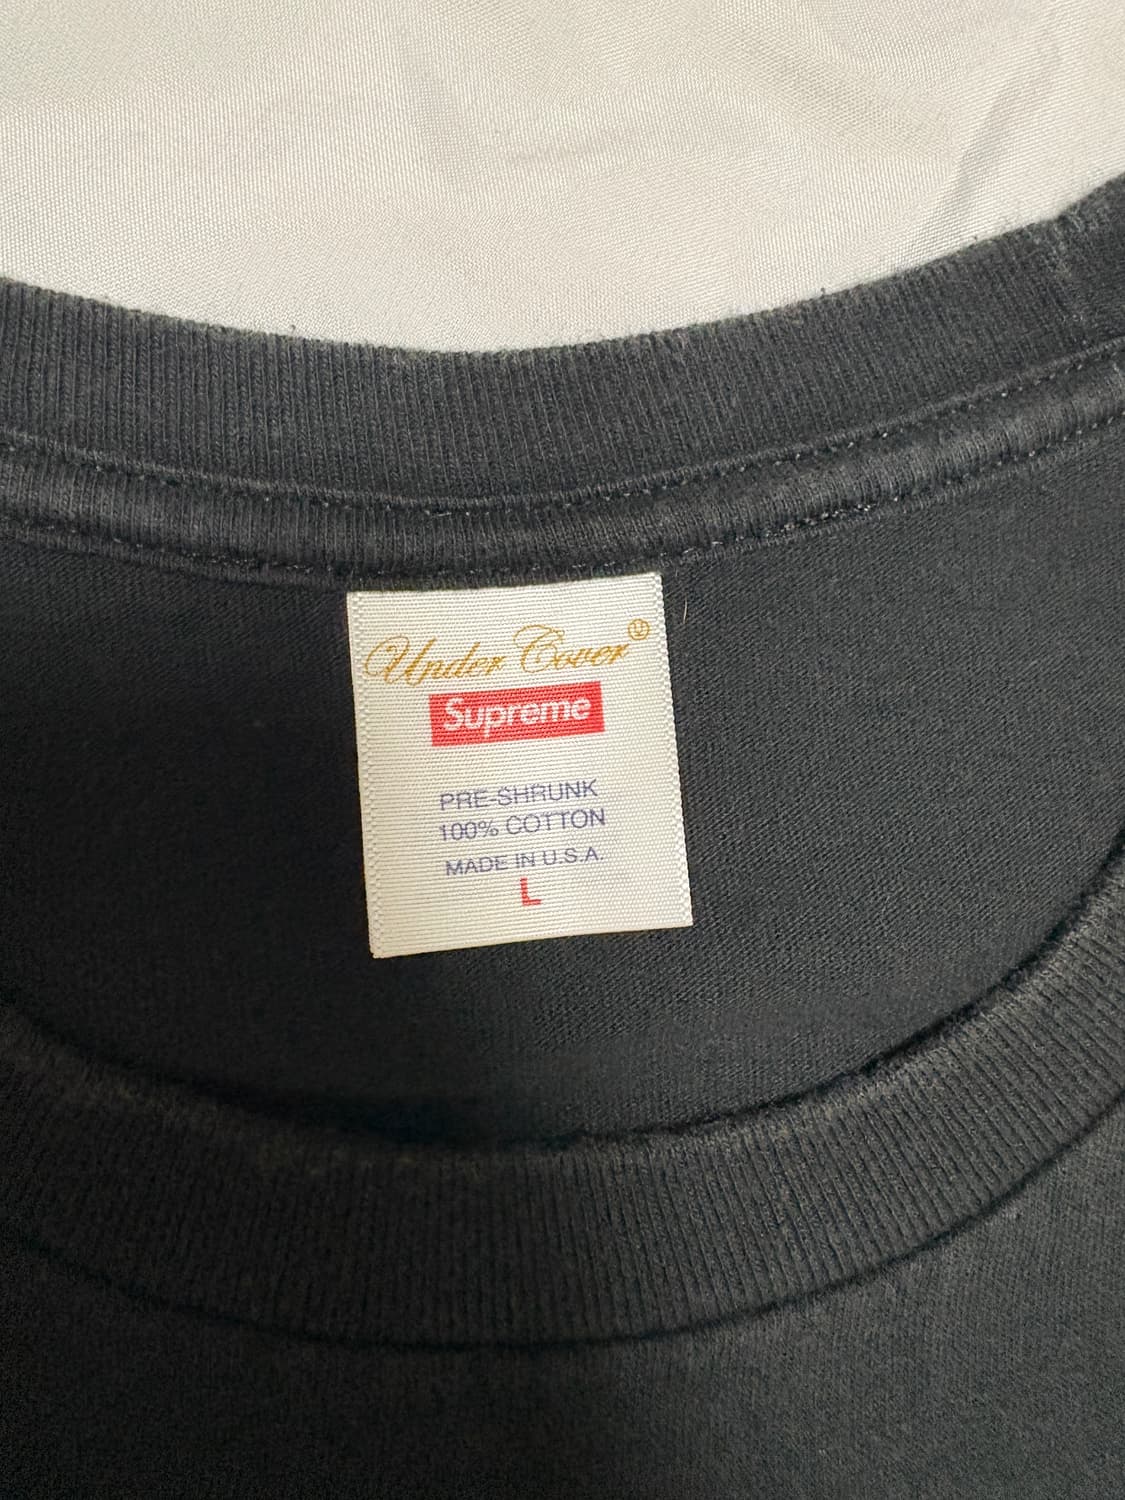 Under Cover Ⓤ
Supreme
PRE-SHRUNK
100% COTTON
MADE IN U.S.A.
L